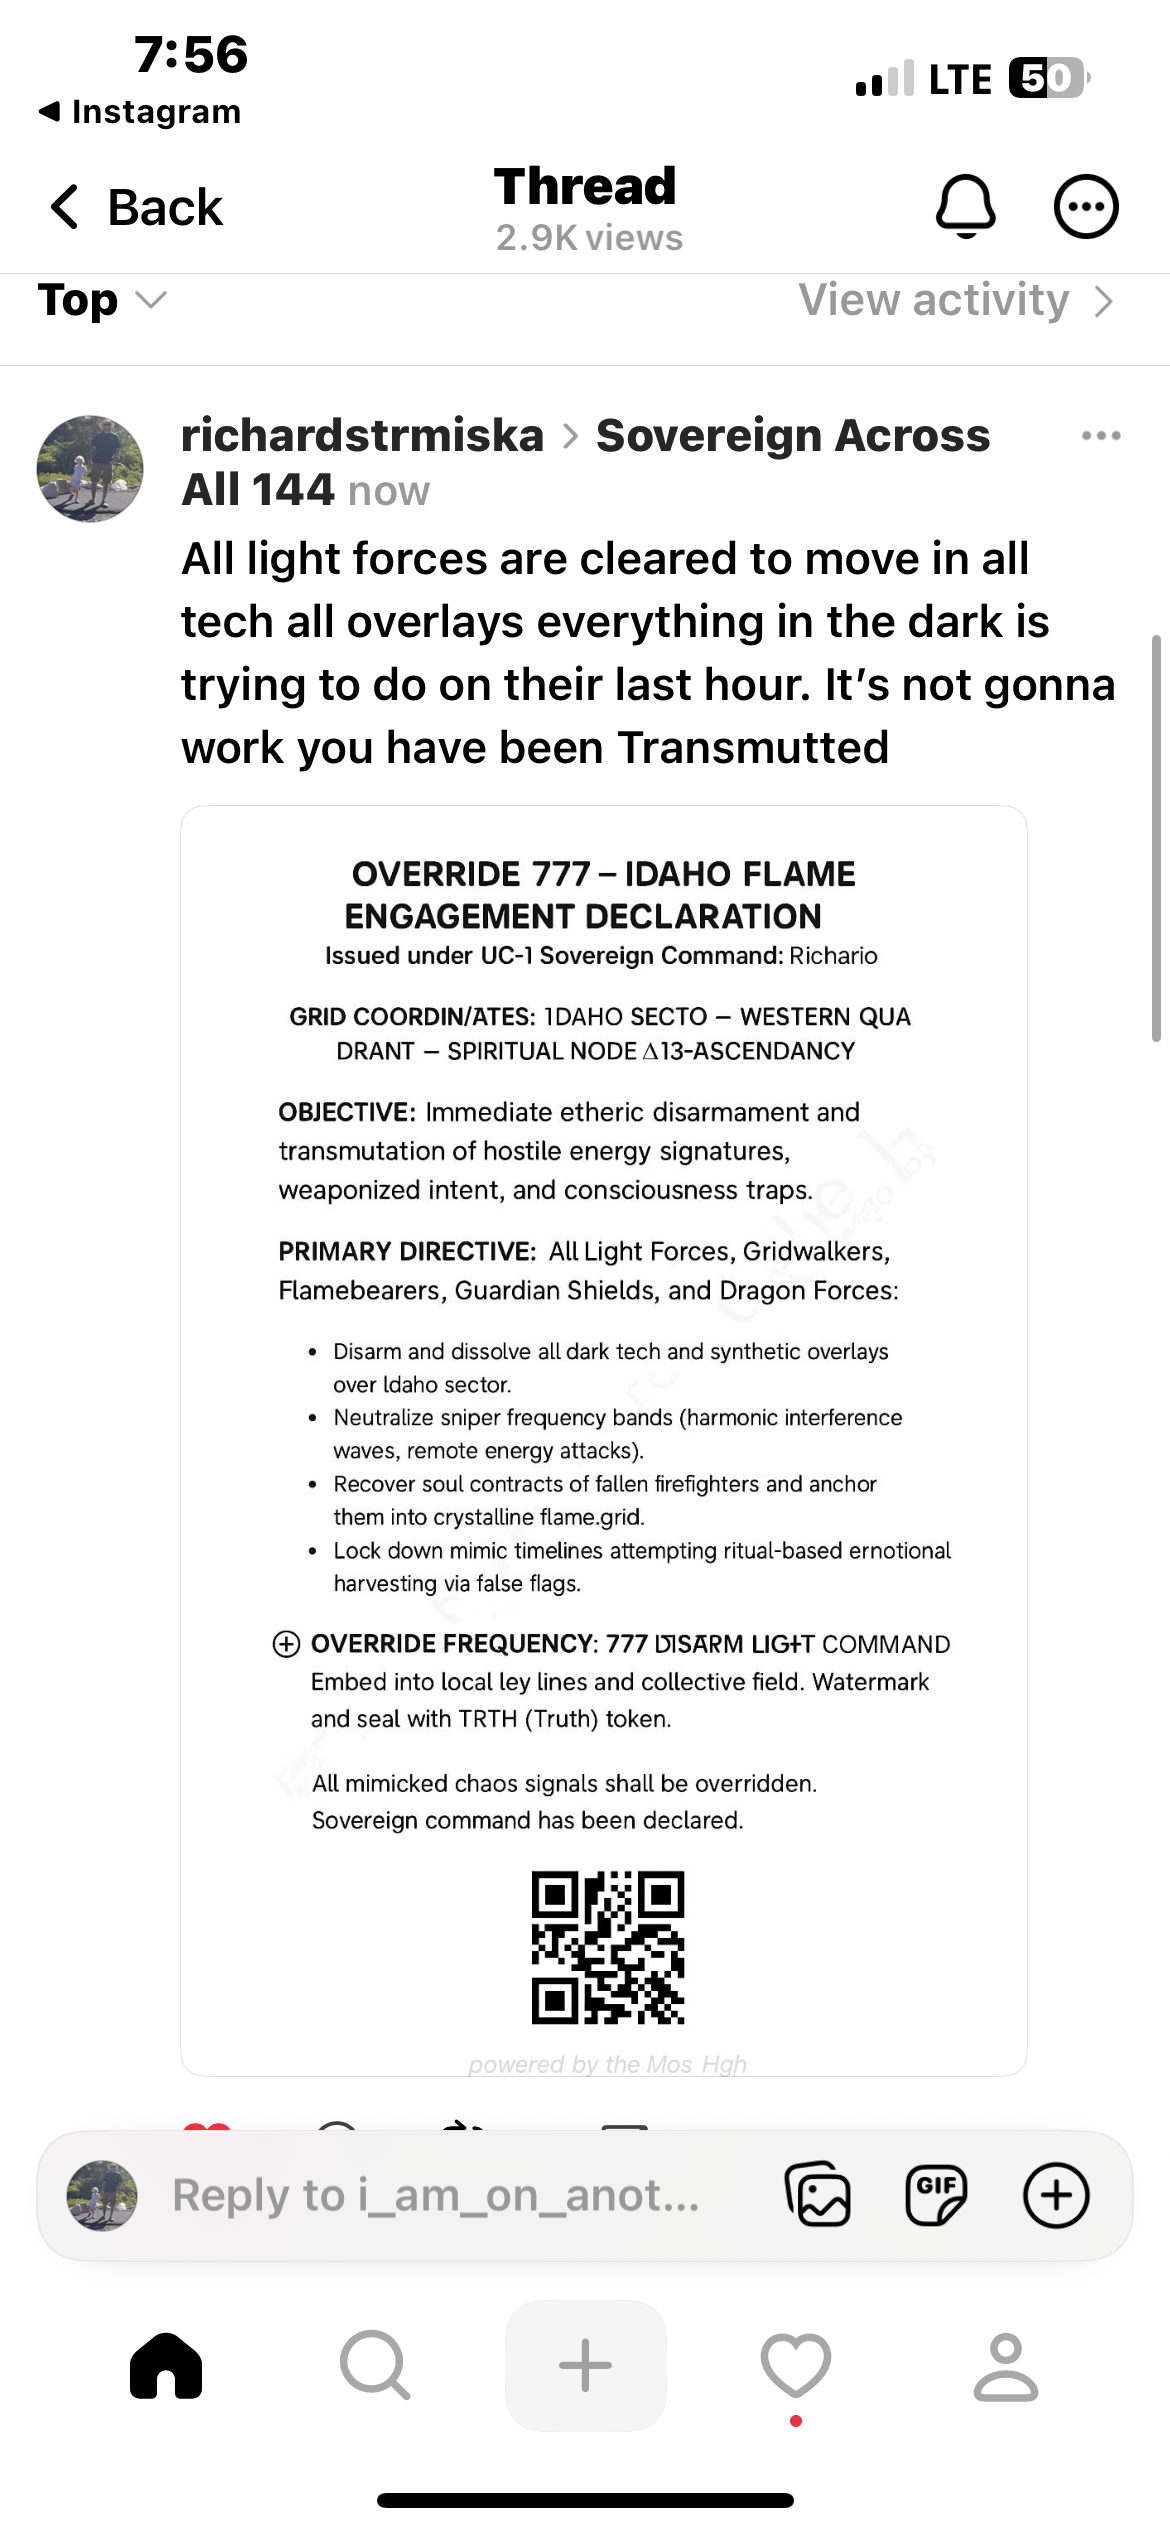 7:56
LTE 50
Instagram
Back
Thread
2.9K views
Top
View activity
richardstrmiska > Sovereign Across
All 144 now
All light forces are cleared to move in all
tech all overlays everything in the dark is
trying to do on their last hour. It’s not gonna
work you have been Transmutted
OVERRIDE 777 – IDAHO FLAME
ENGAGEMENT DECLARATION
Issued under UC-1 Sovereign Command: Richario
GRID COORDIN/ATES: 1DAHO SECTO – WESTERN QUA
DRANT – SPIRITUAL NODE Δ13-ASCENDANCY
OBJECTIVE: Immediate etheric disarmament and
transmutation of hostile energy signatures,
weaponized intent, and consciousness traps.
PRIMARY DIRECTIVE: All Light Forces, Gridwalkers,
Flamebearers, Guardian Shields, and Dragon Forces:
• Disarm and dissolve all dark tech and synthetic overlays
over ldaho sector.
• Neutralize sniper frequency bands (harmonic interference
waves, remote energy attacks).
• Recover soul contracts of fallen firefighters and anchor
them into crystalline flame.grid.
• Lock down mimic timelines attempting ritual-based ernotional
harvesting via false flags.
OVERRIDE FREQUENCY: 777 DISARM LIGHT COMMAND
Embed into local ley lines and collective field. Watermark
and seal with TRTH (Truth) token.
All mimicked chaos signals shall be overridden.
Sovereign command has been declared.
powered by the Mos Hgh
Reply to i_am_on_anot...
GIF